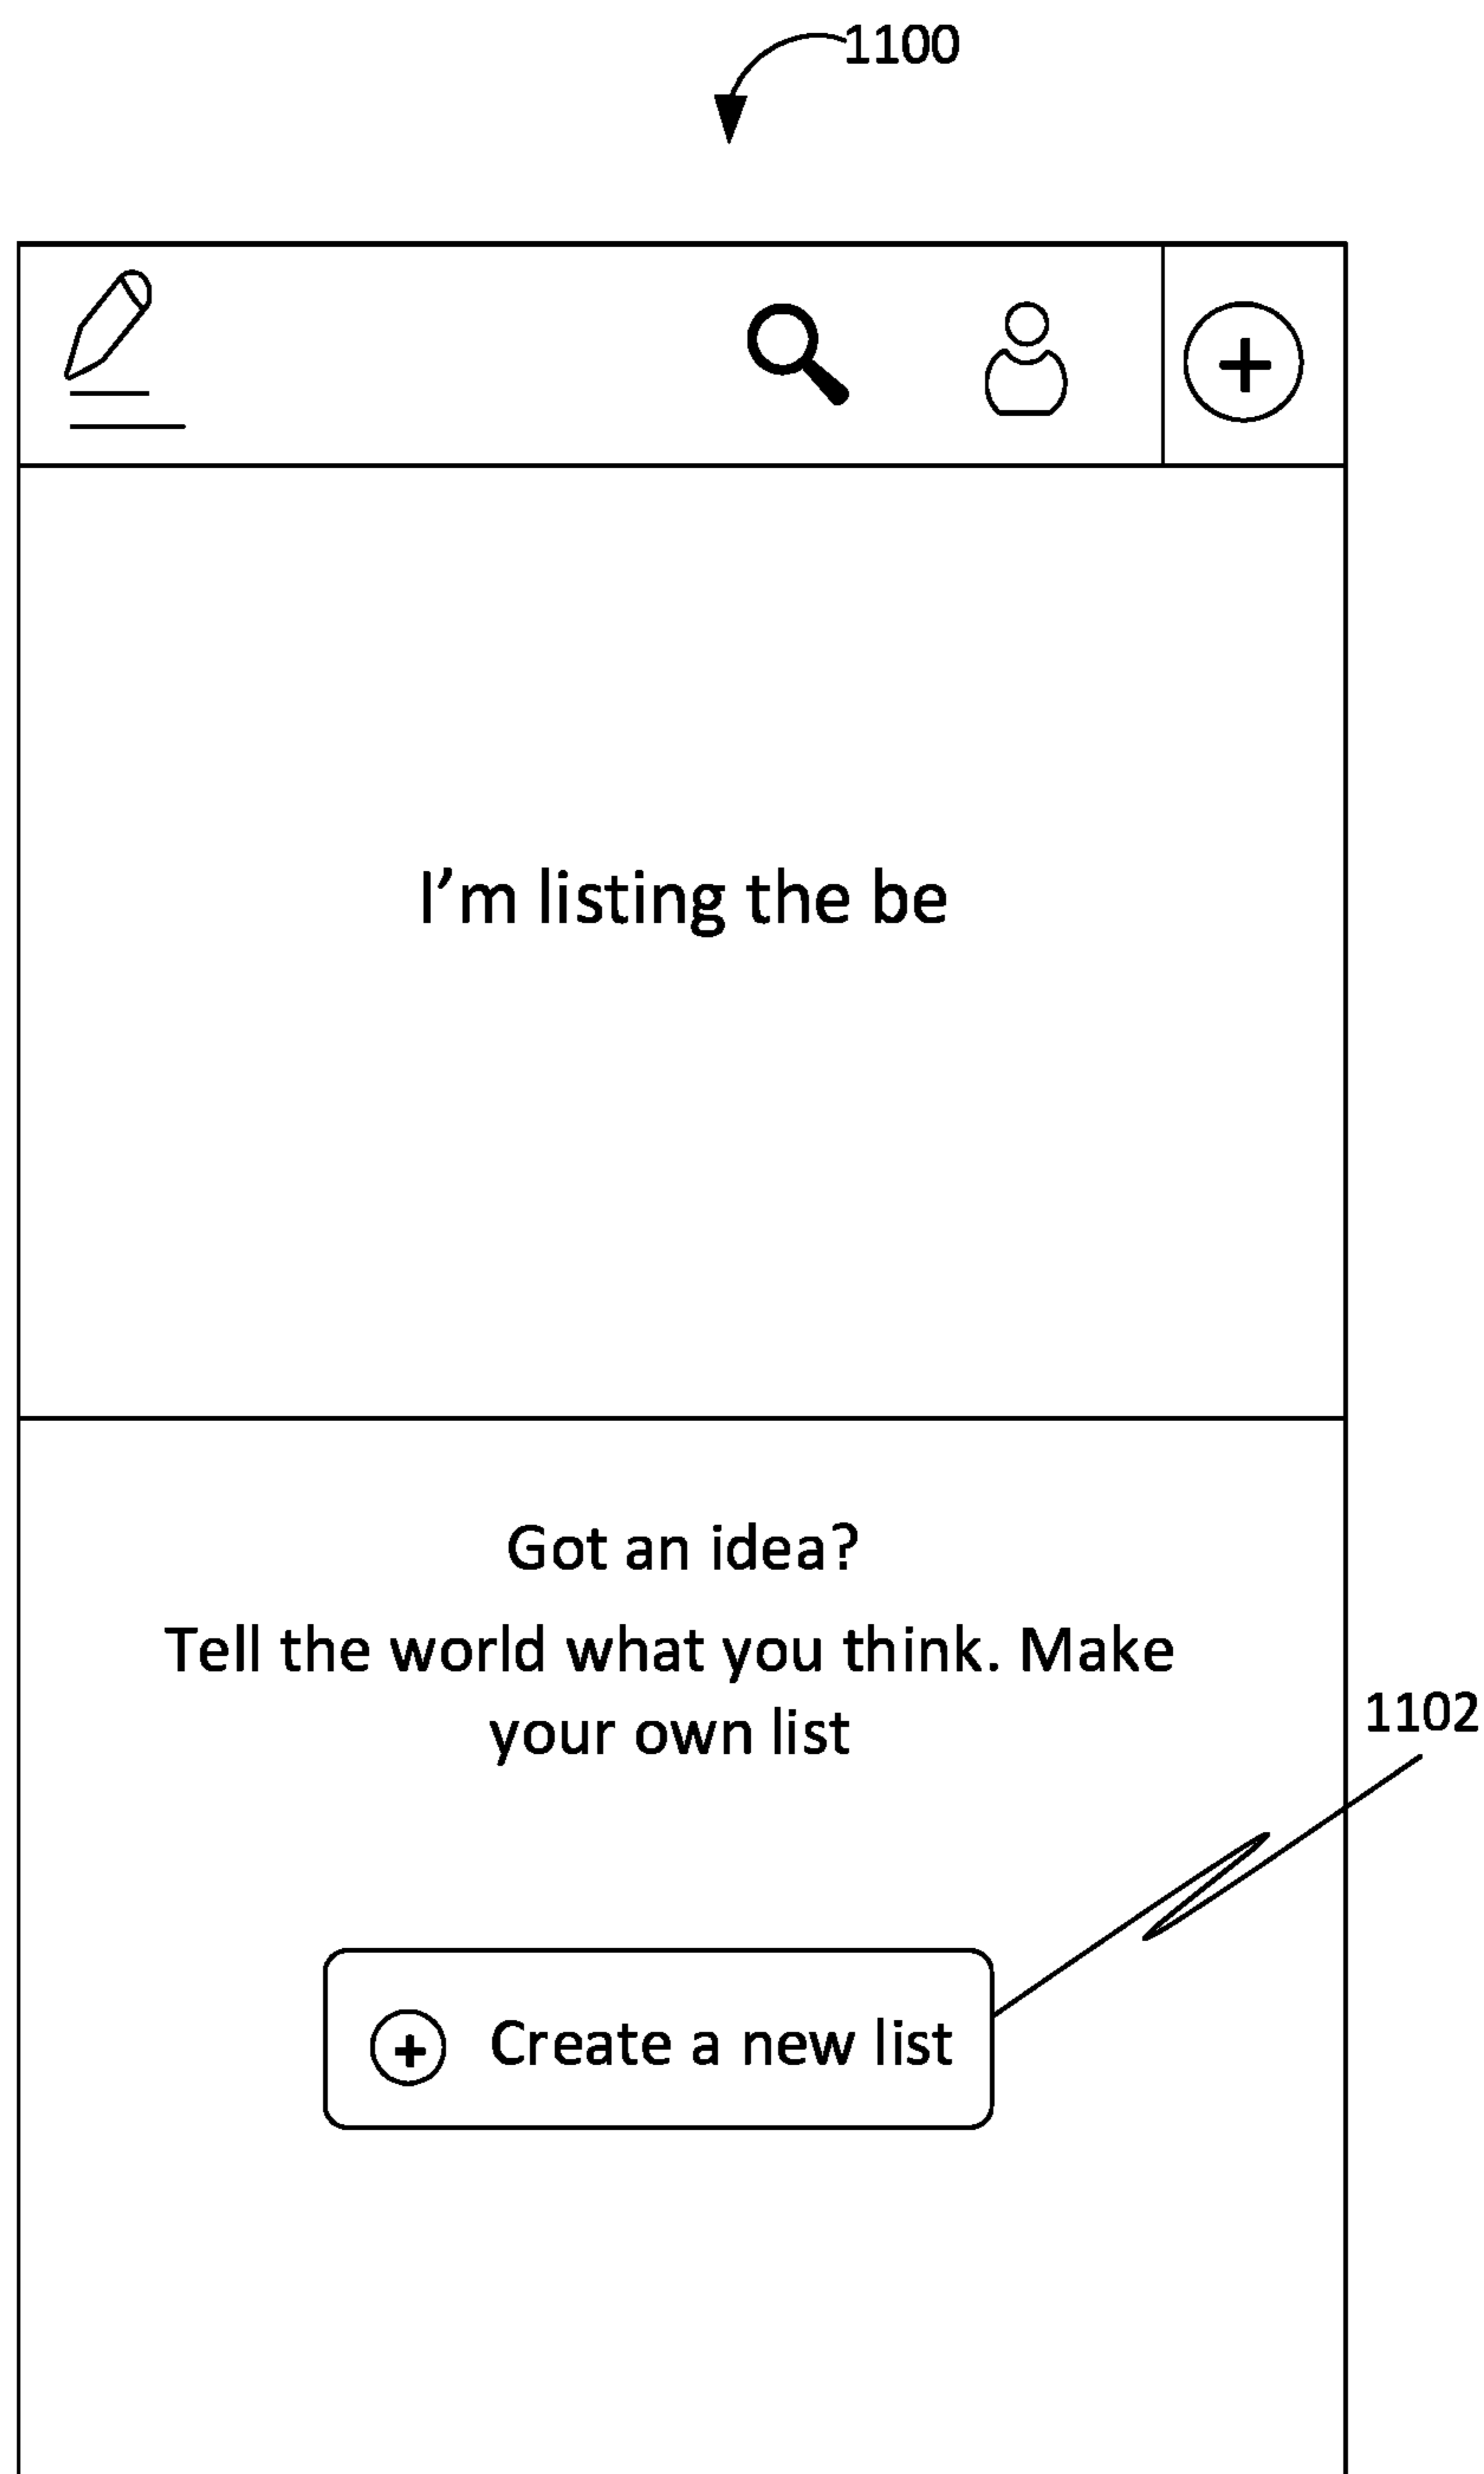 1100
I’m listing the be
Got an idea?
Tell the world what you think. Make
your own list
1102
Create a new list